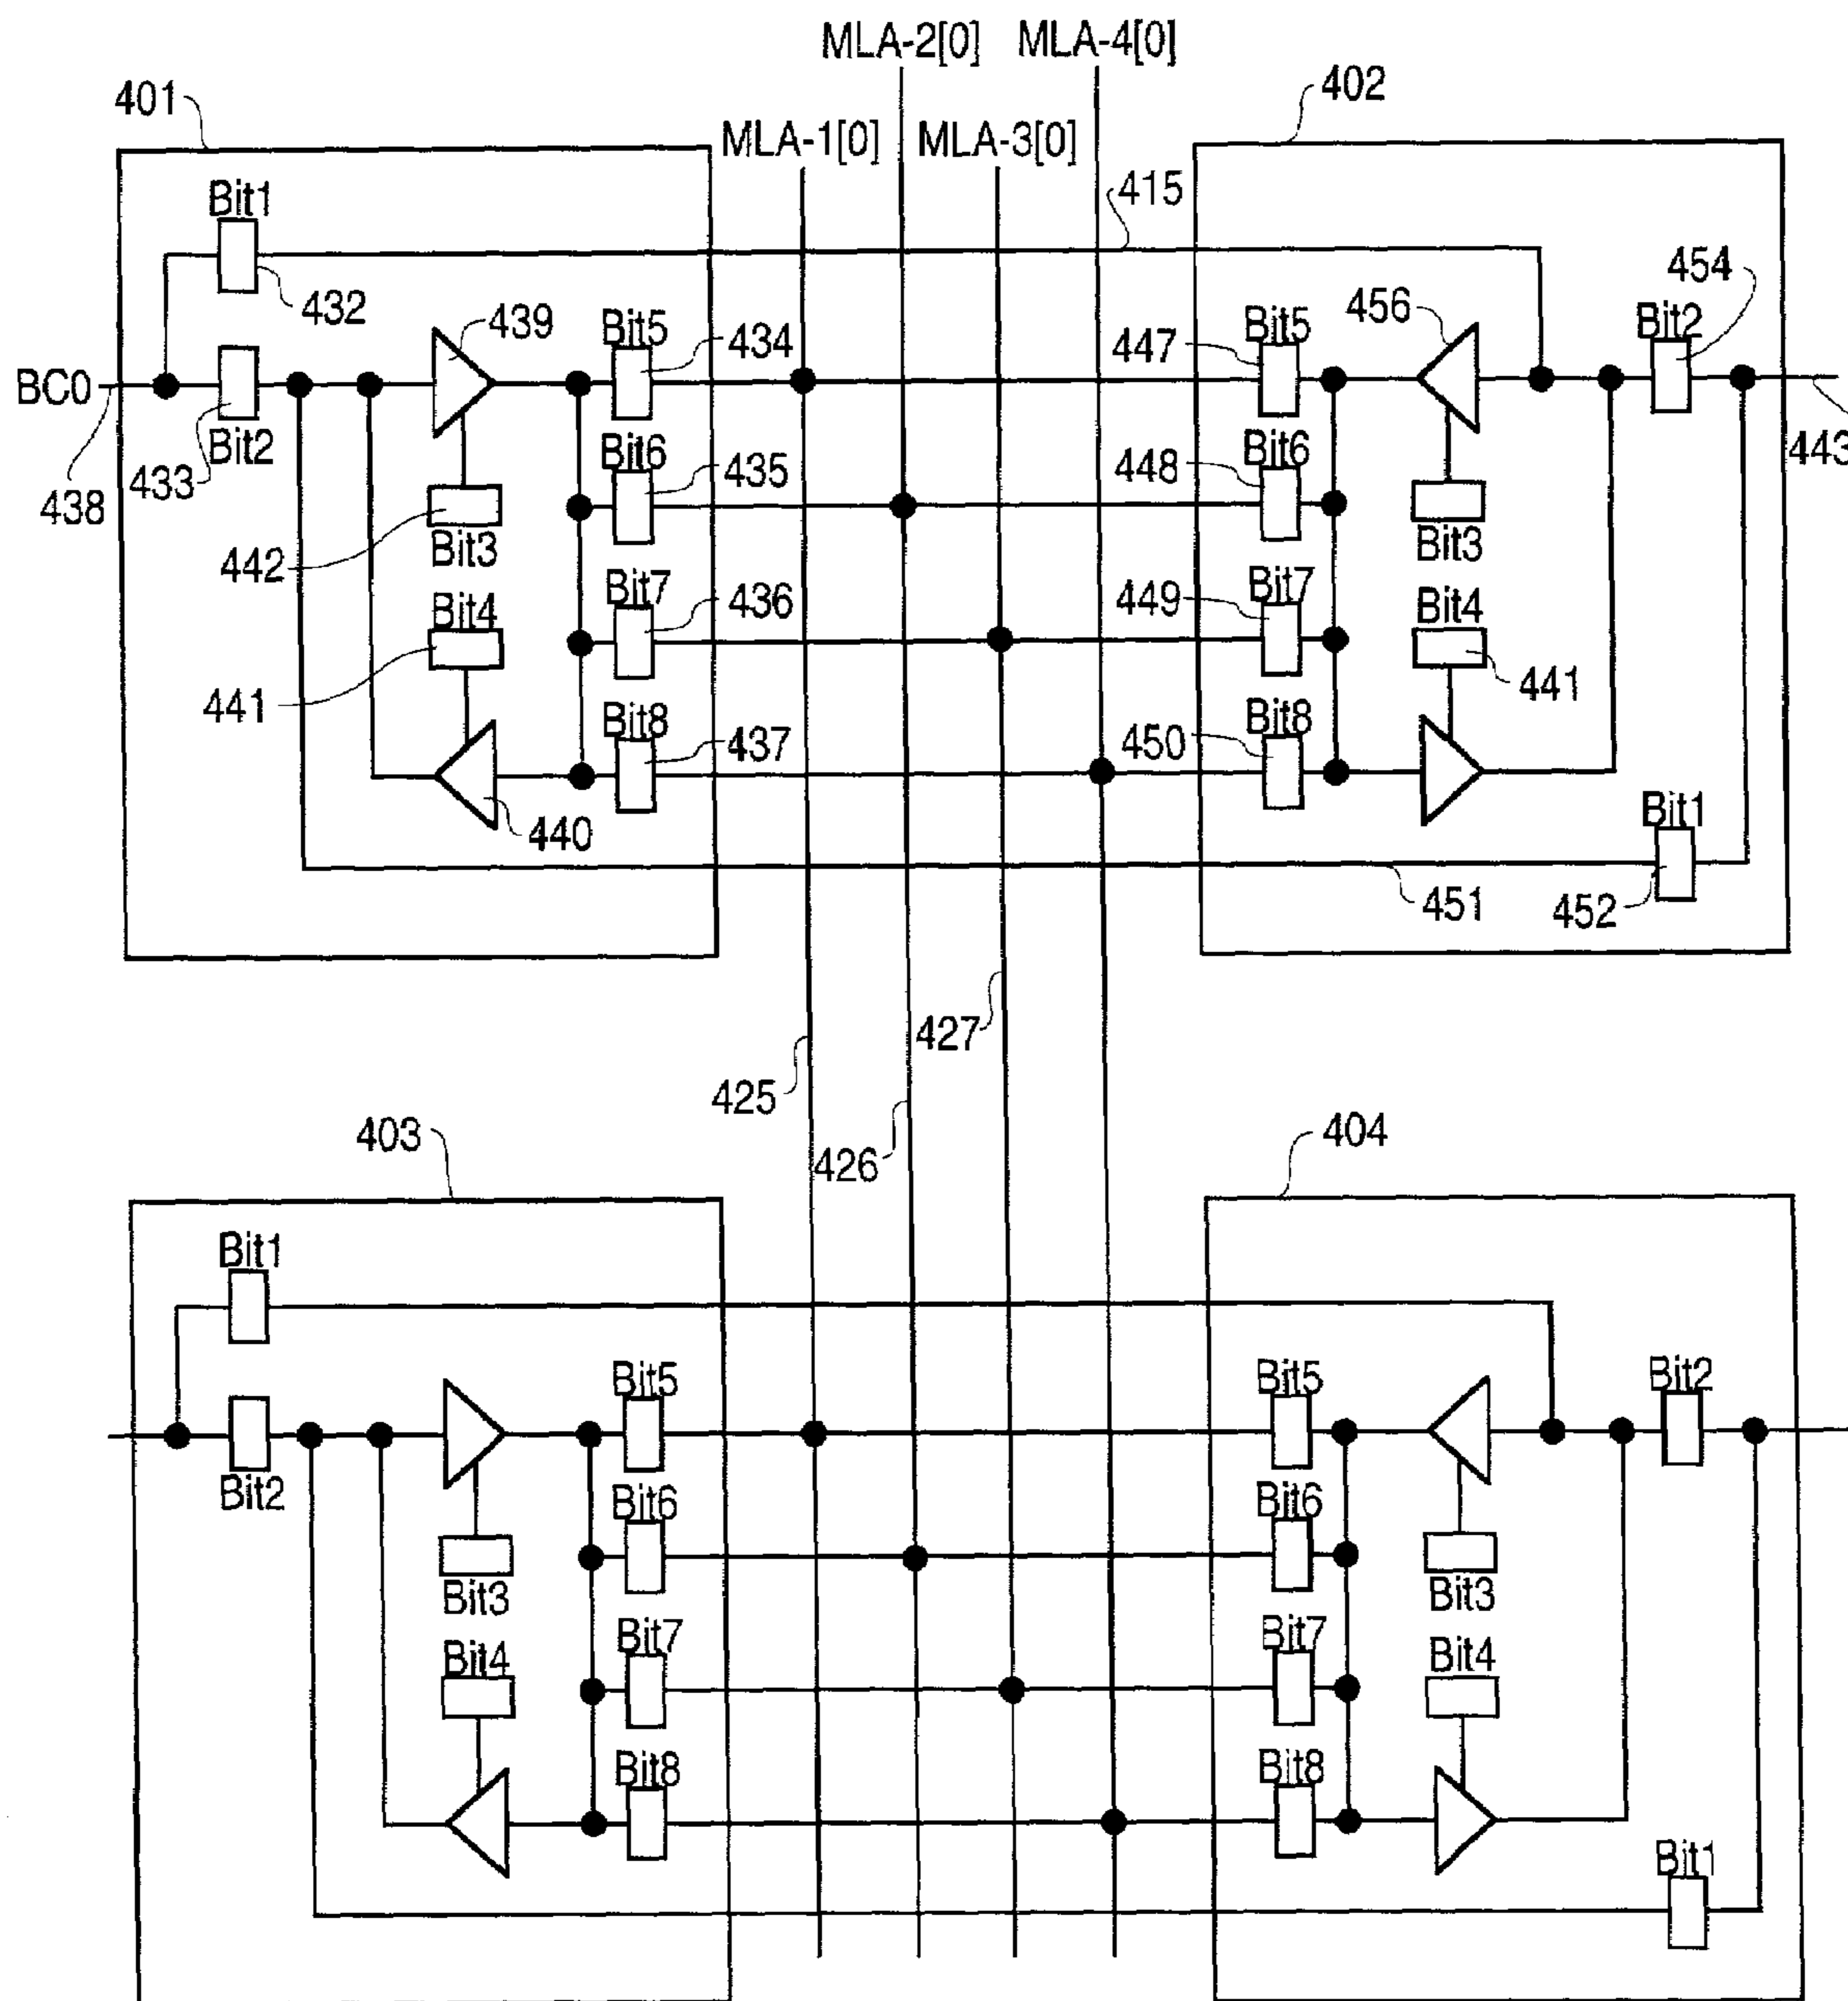 MLA-2[0] MLA-4[0]
401 402
MLA-1[0] MLA-3[0]
Bit1 415
432 454
439 456
Bit5 434 447 Bit5 Bit2
BC0
438 433 Bit2 443
Bit6 435 448 Bit6
442 Bit3 Bit3
Bit7 436 449 Bit7
Bit4 Bit4
441 441
Bit8 437 450 Bit8
440 Bit1
451 452
427
425
426
403 404
Bit1
Bit5 Bit5 Bit2
Bit2 Bit6 Bit6
Bit3 Bit3
Bit7 Bit7
Bit4 Bit4
Bit8 Bit8
Bit1